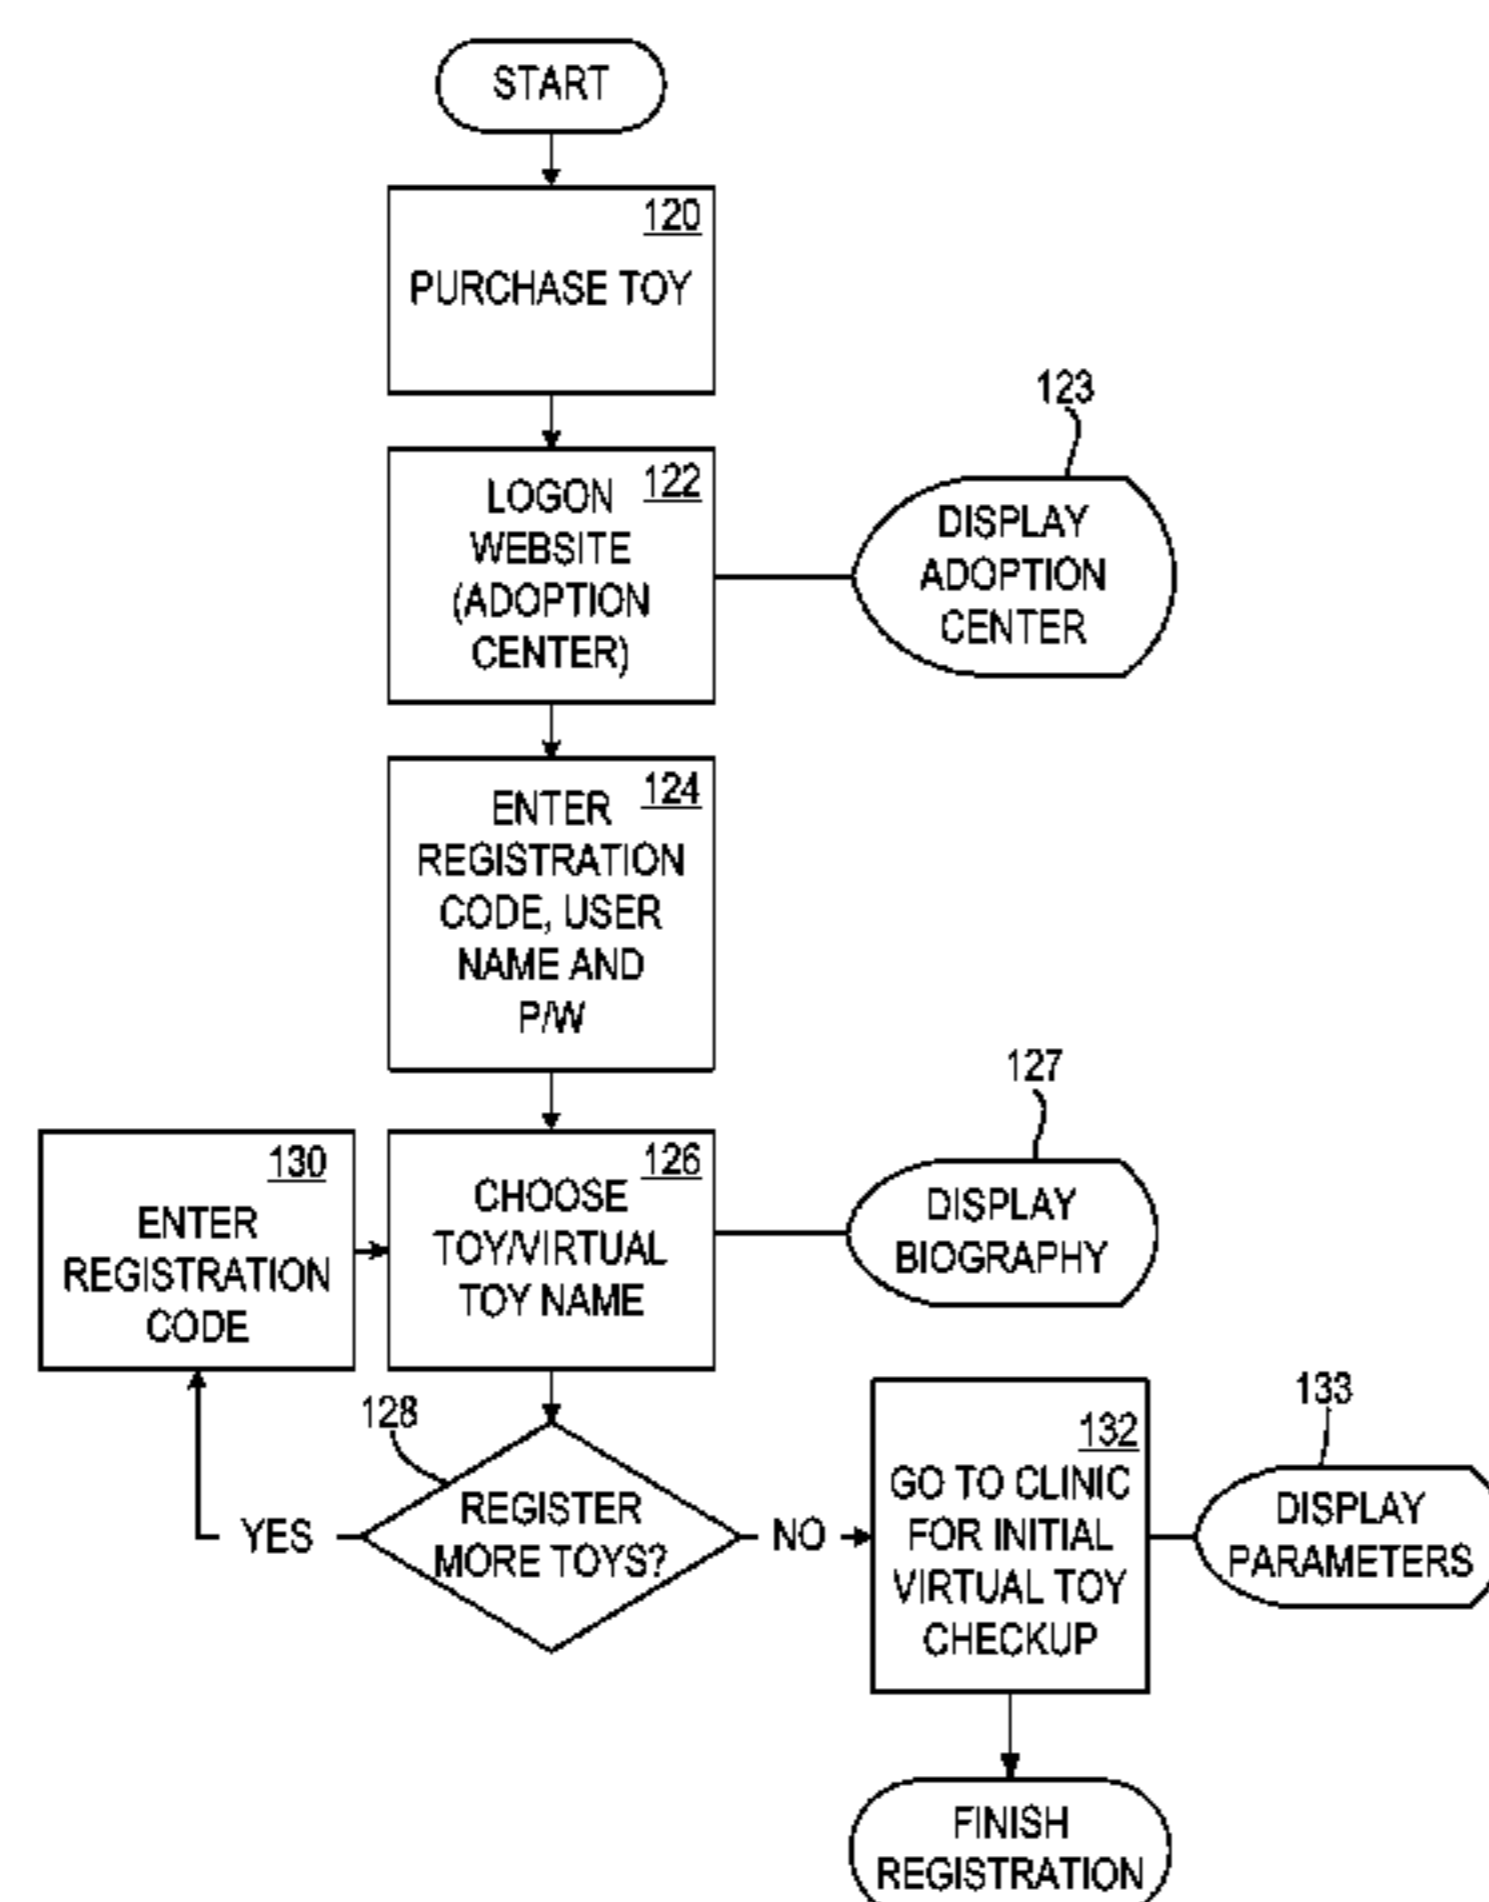 START
120
PURCHASE TOY
123
122
LOGON
WEBSITE
(ADOPTION
CENTER)
DISPLAY
ADOPTION
CENTER
124
ENTER
REGISTRATION
CODE, USER
NAME AND
P/W
127
130
ENTER
REGISTRATION
CODE
126
CHOOSE
TOY/VIRTUAL
TOY NAME
DISPLAY
BIOGRAPHY
128
REGISTER
MORE TOYS?
YES
NO
132
GO TO CLINIC
FOR INITIAL
VIRTUAL TOY
CHECKUP
133
DISPLAY
PARAMETERS
FINISH
REGISTRATION